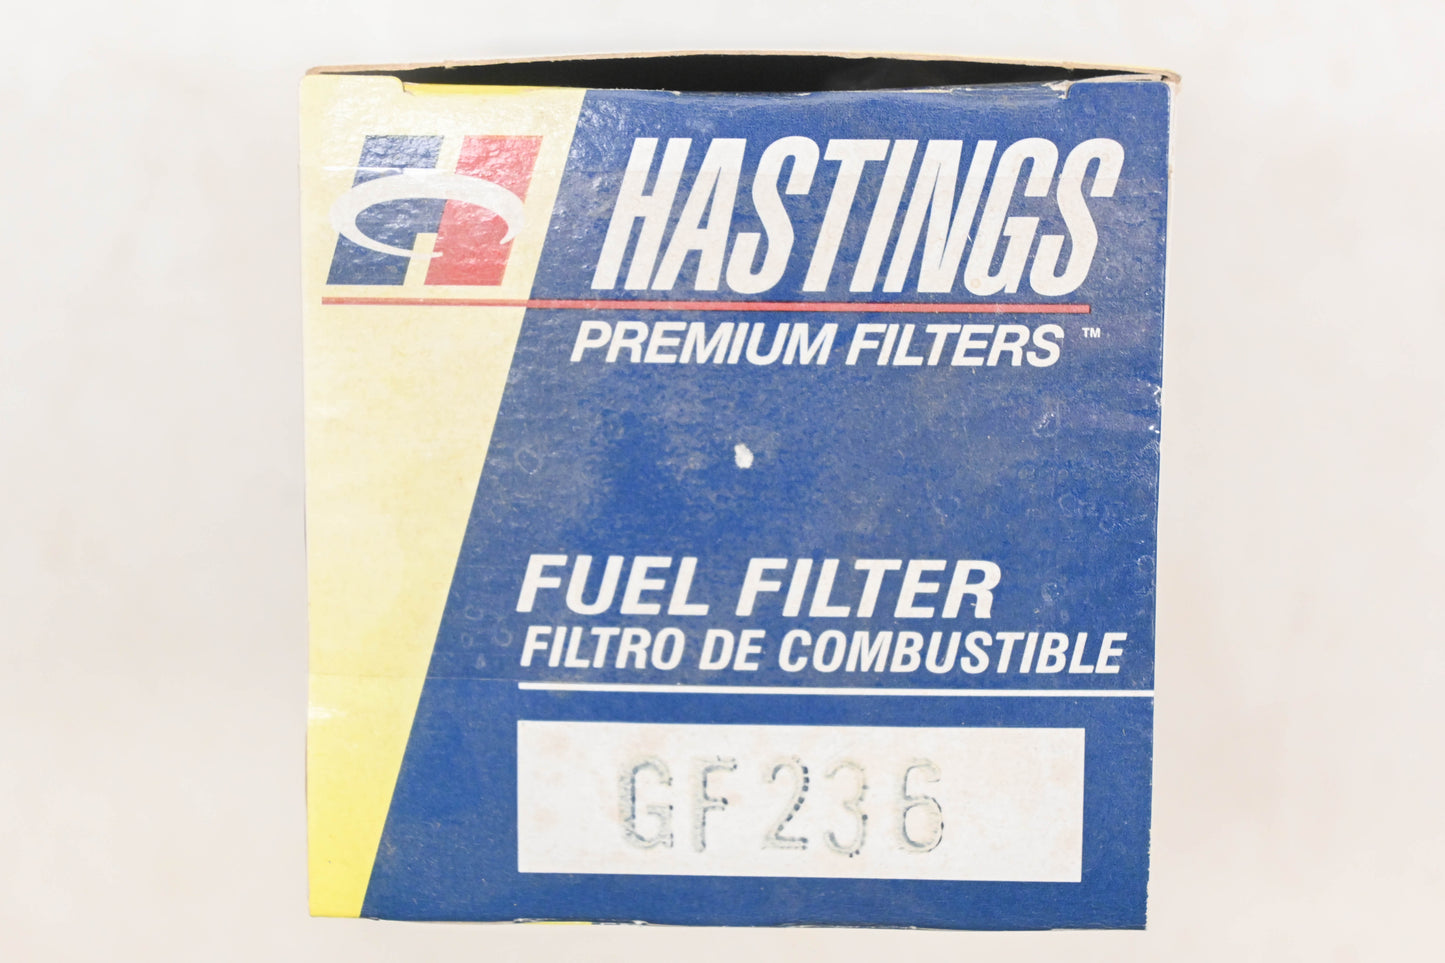 HASTINGS
PREMIUM FILTERS™
FUEL FILTER
FILTRO DE COMBUSTIBLE
GF236